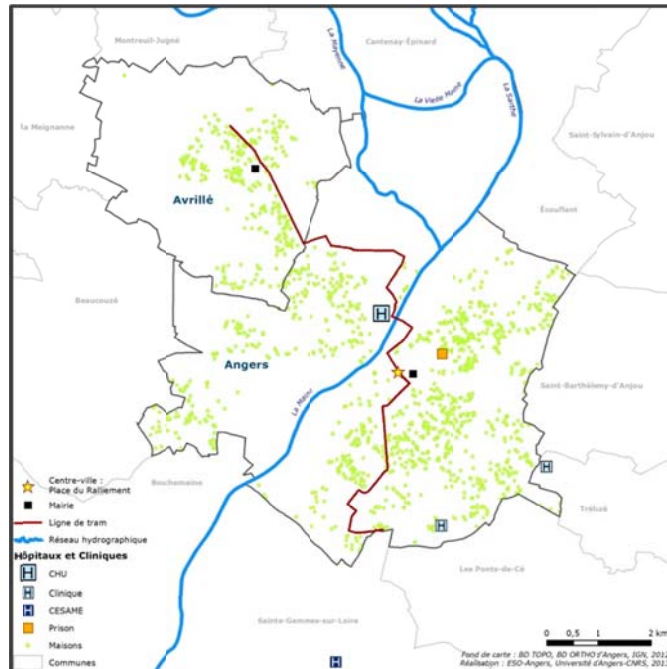 Montreuil-Jugné
La Mayenne
Cantenay-Épinard
La Vieille Maine
La Sarthe
la Meignanne
Saint-Sylvain-d'Anjou
Avrillé
Écouflant
Beaucouzé
Angers
Saint-Barthélemy-d'Anjou
La Maine
Bouchemaine
Trélazé
Les Ponts-de-Cé
Sainte-Gemmes-sur-Loire
Centre-ville :
Place du Ralliement
Mairie
Ligne de tram
Réseau hydrographique
Hôpitaux et Cliniques
CHU
Clinique
CESAME
Prison
Maisons
Communes
0 0,5 1 2 km
Fond de carte : BD TOPO, BD ORTHO d'Angers, IGN,
Réalisation : ESO-Angers, Université d'Angers-CNRS,